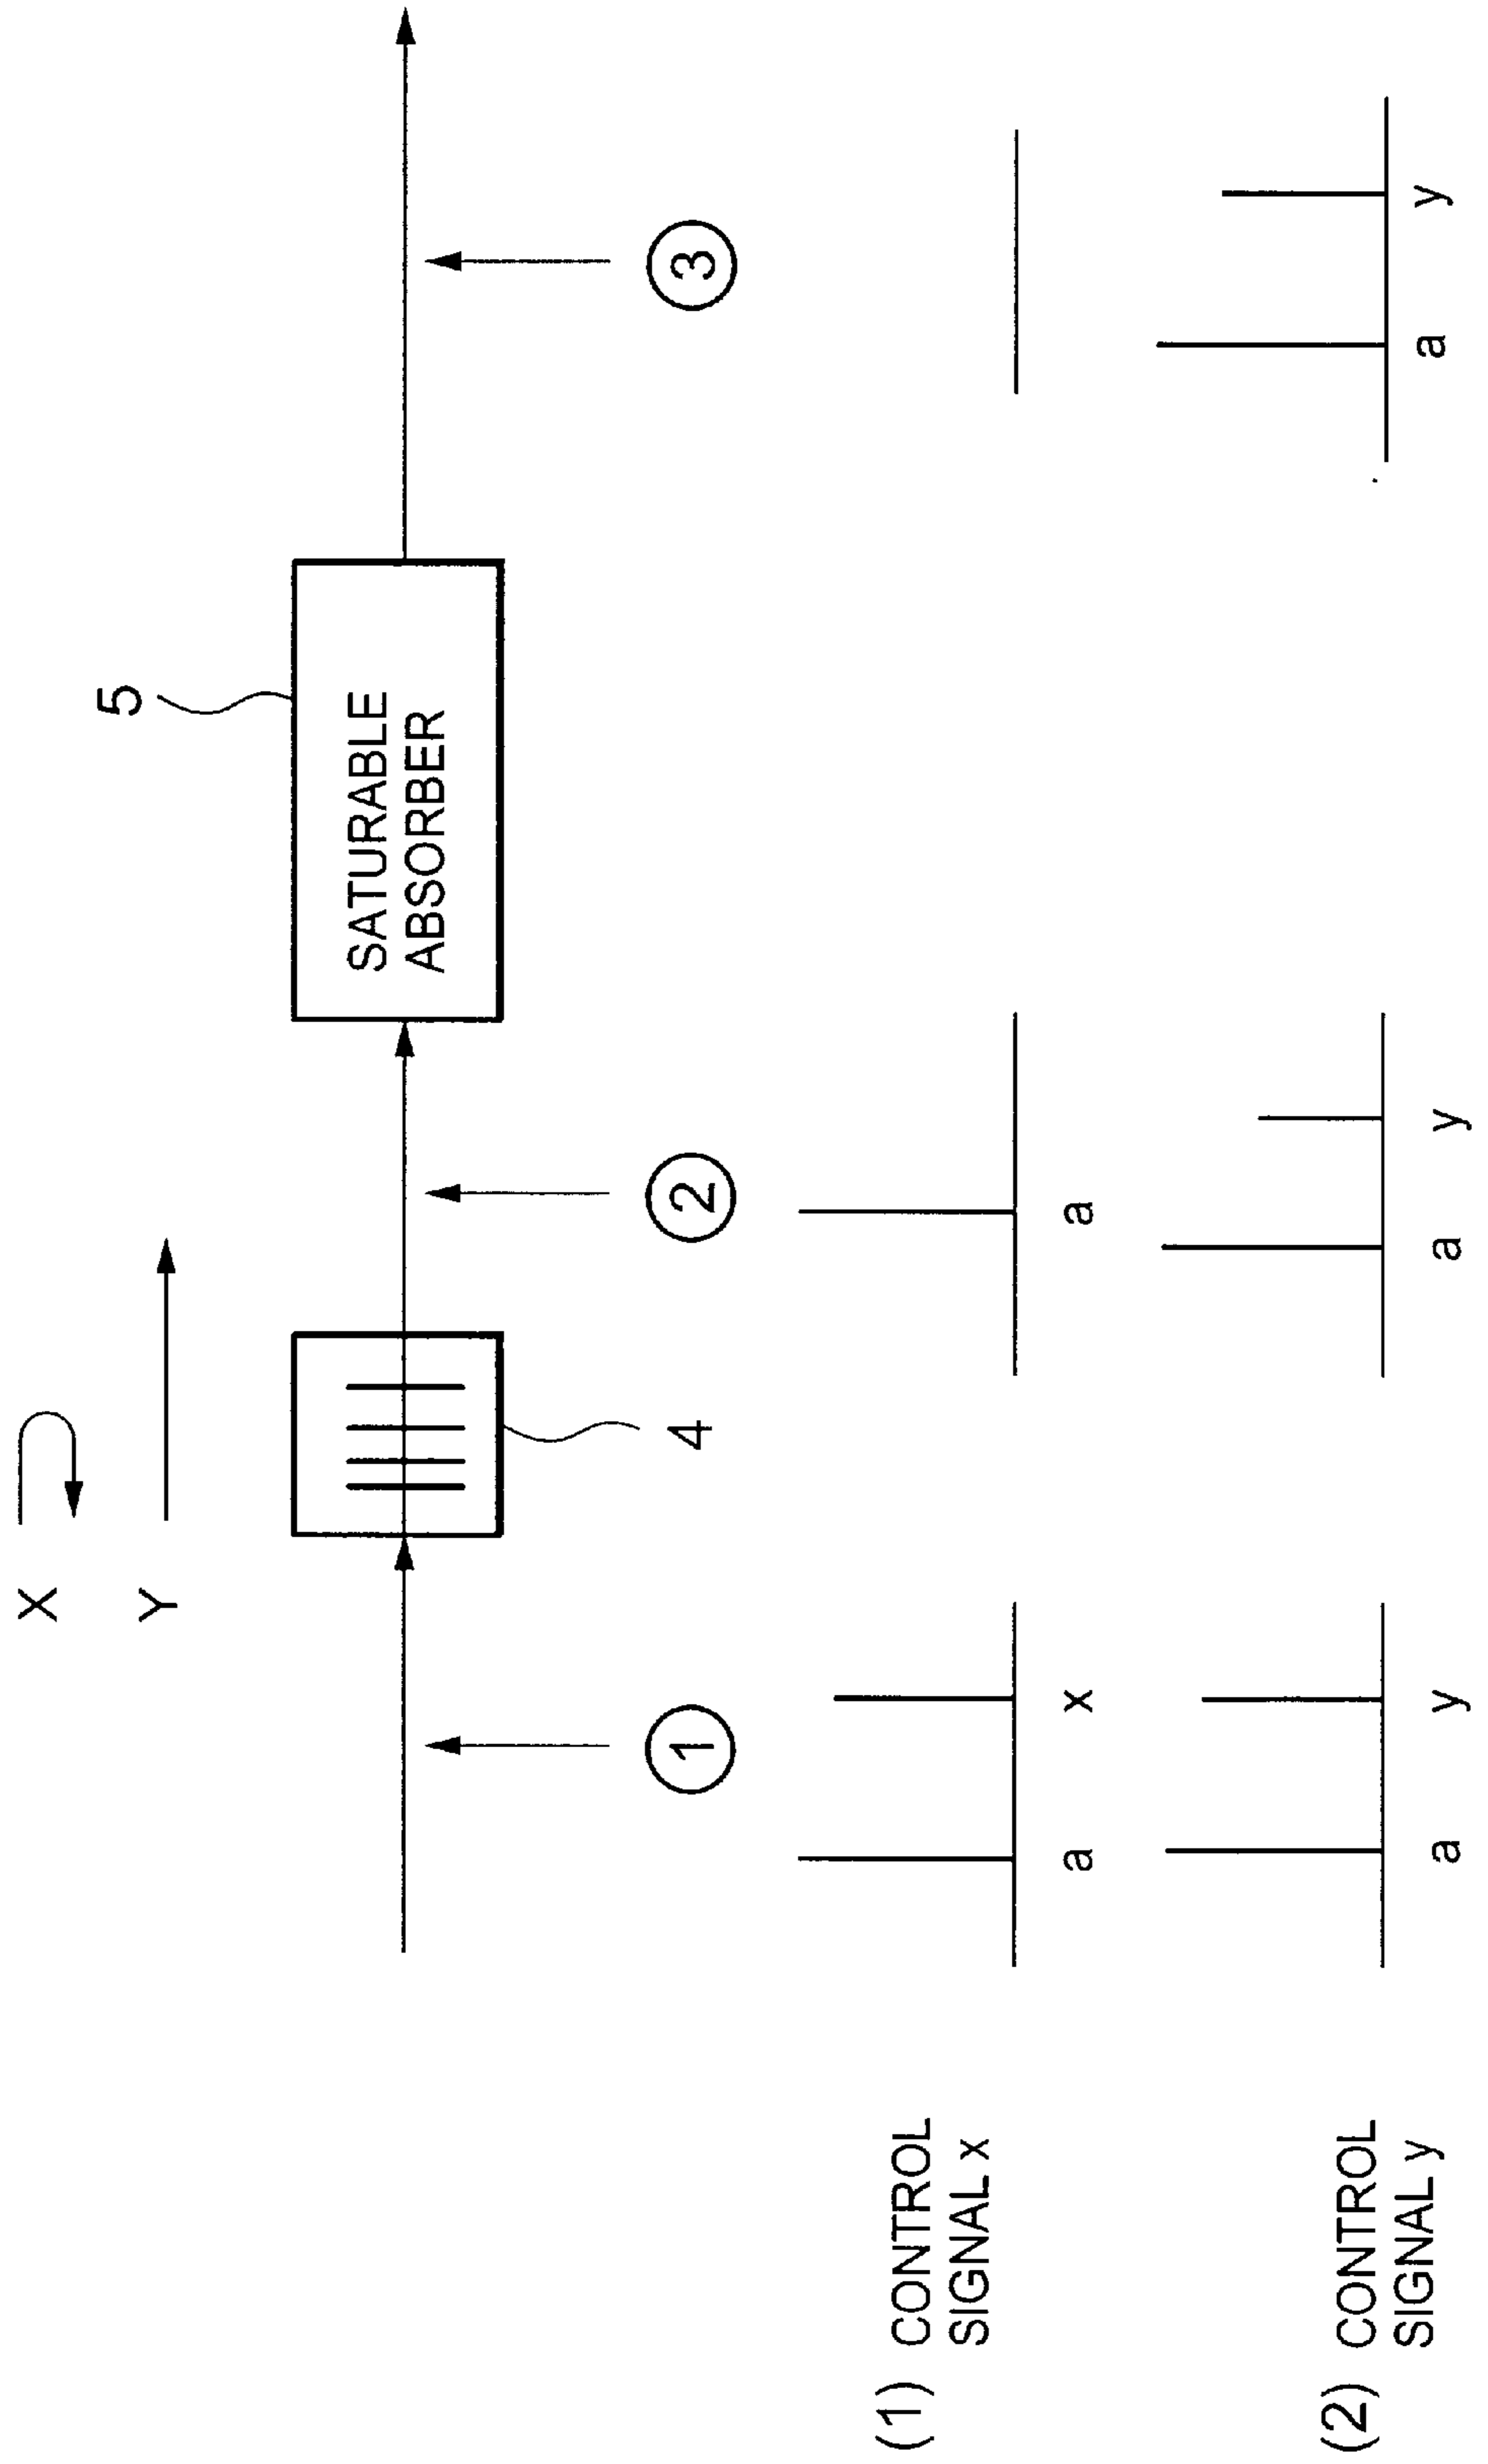 X
Y
5
SATURABLE
ABSORBER
4
1
2
3
(1) CONTROL
SIGNAL x
a x
a
(2) CONTROL
SIGNAL y
a y
a y
a y